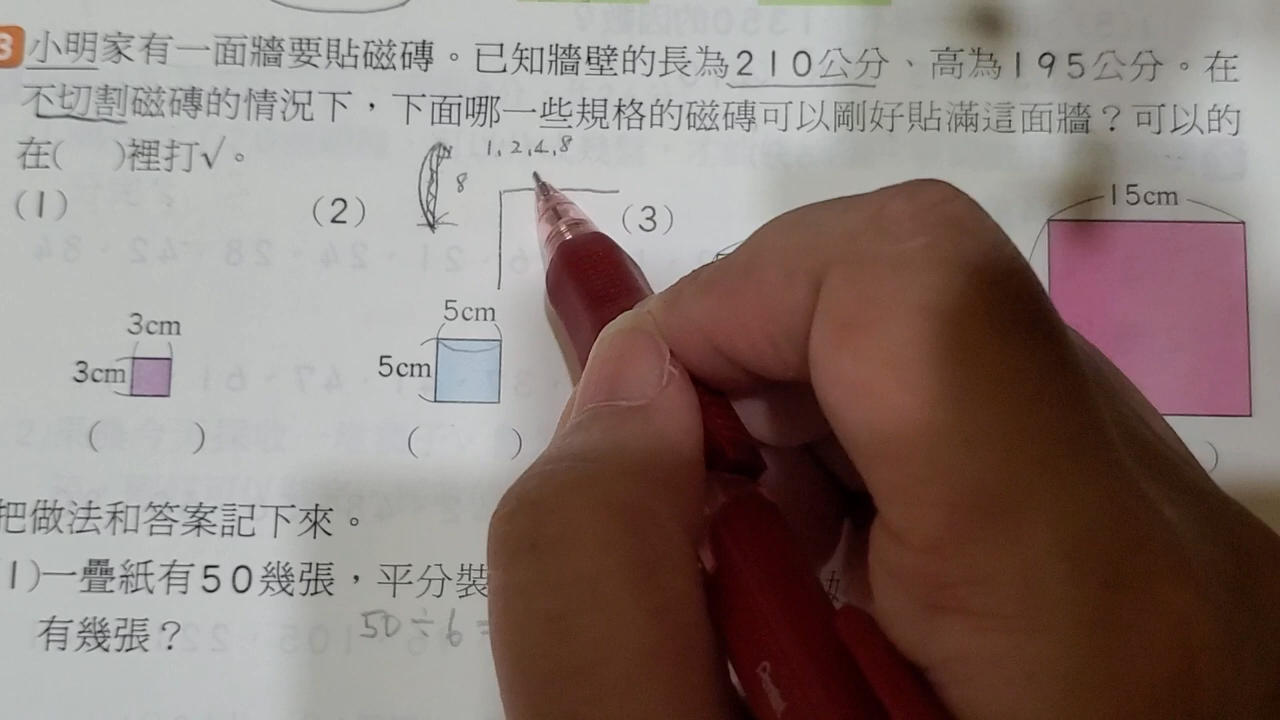 3 小明家有一面牆要貼磁磚。已知牆壁的長為210公分、高為195公分。在
不切割磁磚的情況下，下面哪一些規格的磁磚可以剛好貼滿這面牆？可以的
在(　)裡打√。
8 1,2,4,8
(1) (2) (3) 15cm
3cm 5cm
3cm 5cm
(　) (　) )
把做法和答案記下來。
(1)一疊紙有50幾張，平分裝
有幾張？ 50÷6=